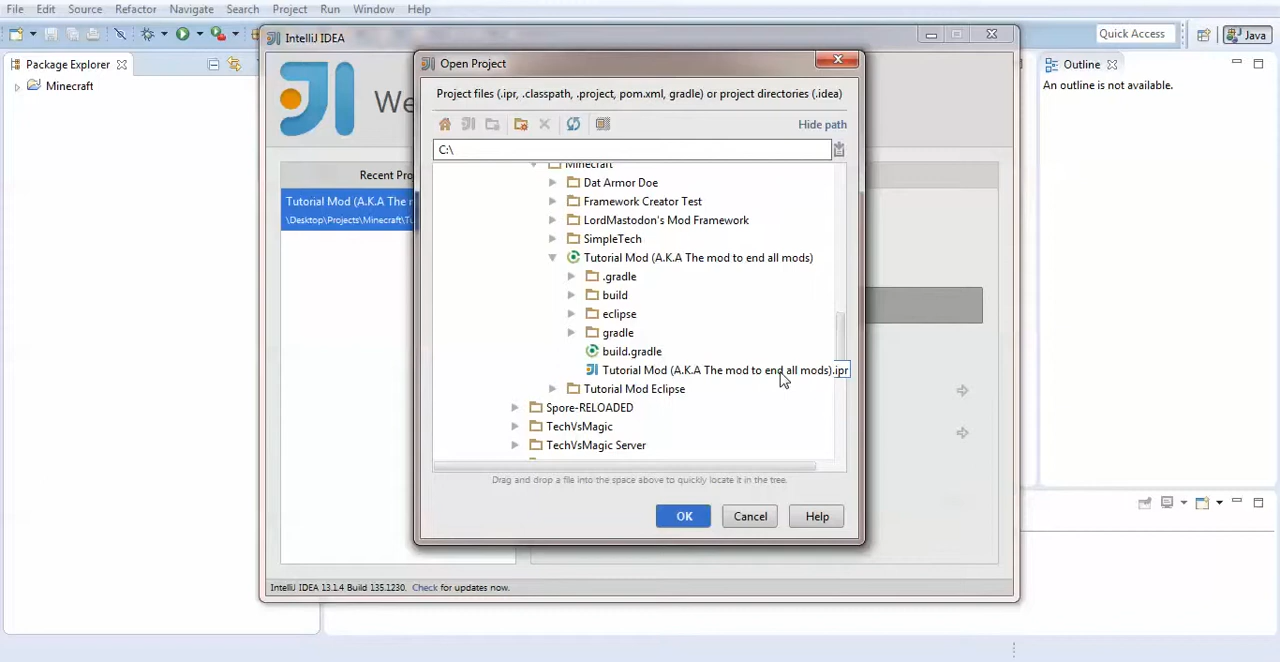 File Edit Source Refactor Navigate Search Project Run Window Help
Quick Access
Java
Package Explorer
Minecraft
IntelliJ IDEA
We
Recent Pro
Tutorial Mod (A.K.A The m
\Desktop\Projects\Minecraft\Tu
Open Project
Project files (.ipr, .classpath, .project, pom.xml, gradle) or project directories (.idea)
Hide path
C:\
Minecraft
Dat Armor Doe
Framework Creator Test
LordMastodon's Mod Framework
SimpleTech
Tutorial Mod (A.K.A The mod to end all mods)
.gradle
build
eclipse
gradle
build.gradle
Tutorial Mod (A.K.A The mod to end all mods).ipr
Tutorial Mod Eclipse
Spore-RELOADED
TechVsMagic
TechVsMagic Server
Drag and drop a file into the space above to quickly locate it in the tree.
OK Cancel Help
IntelliJ IDEA 13.1.4 Build 135.1230. Check for updates now.
Outline
An outline is not available.